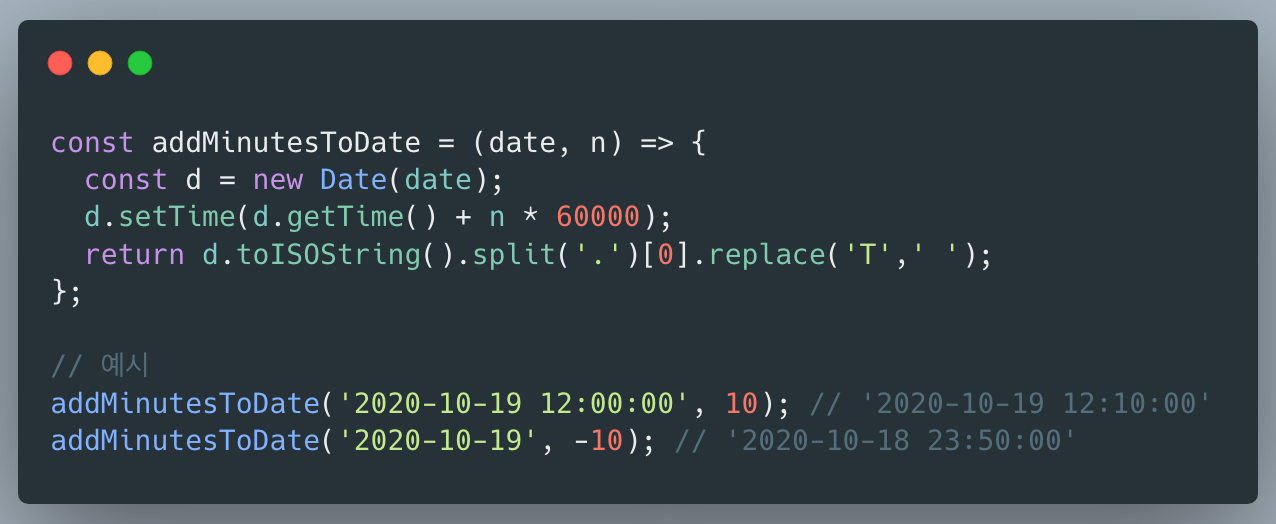 const addMinutesToDate = (date, n) => {
  const d = new Date(date);
  d.setTime(d.getTime() + n * 60000);
  return d.toISOString().split('.')[0].replace('T',' ');
};

// 예시
addMinutesToDate('2020-10-19 12:00:00', 10); // '2020-10-19 12:10:00'
addMinutesToDate('2020-10-19', -10); // '2020-10-18 23:50:00'